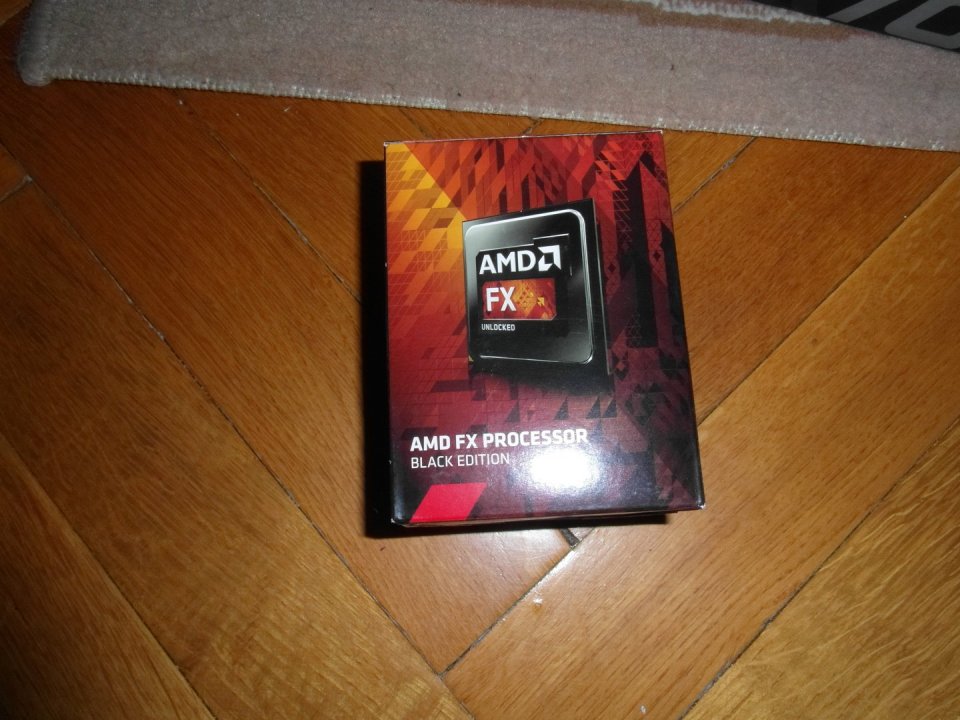 AMD
FX
UNLOCKED
AMD FX PROCESSOR
BLACK EDITION